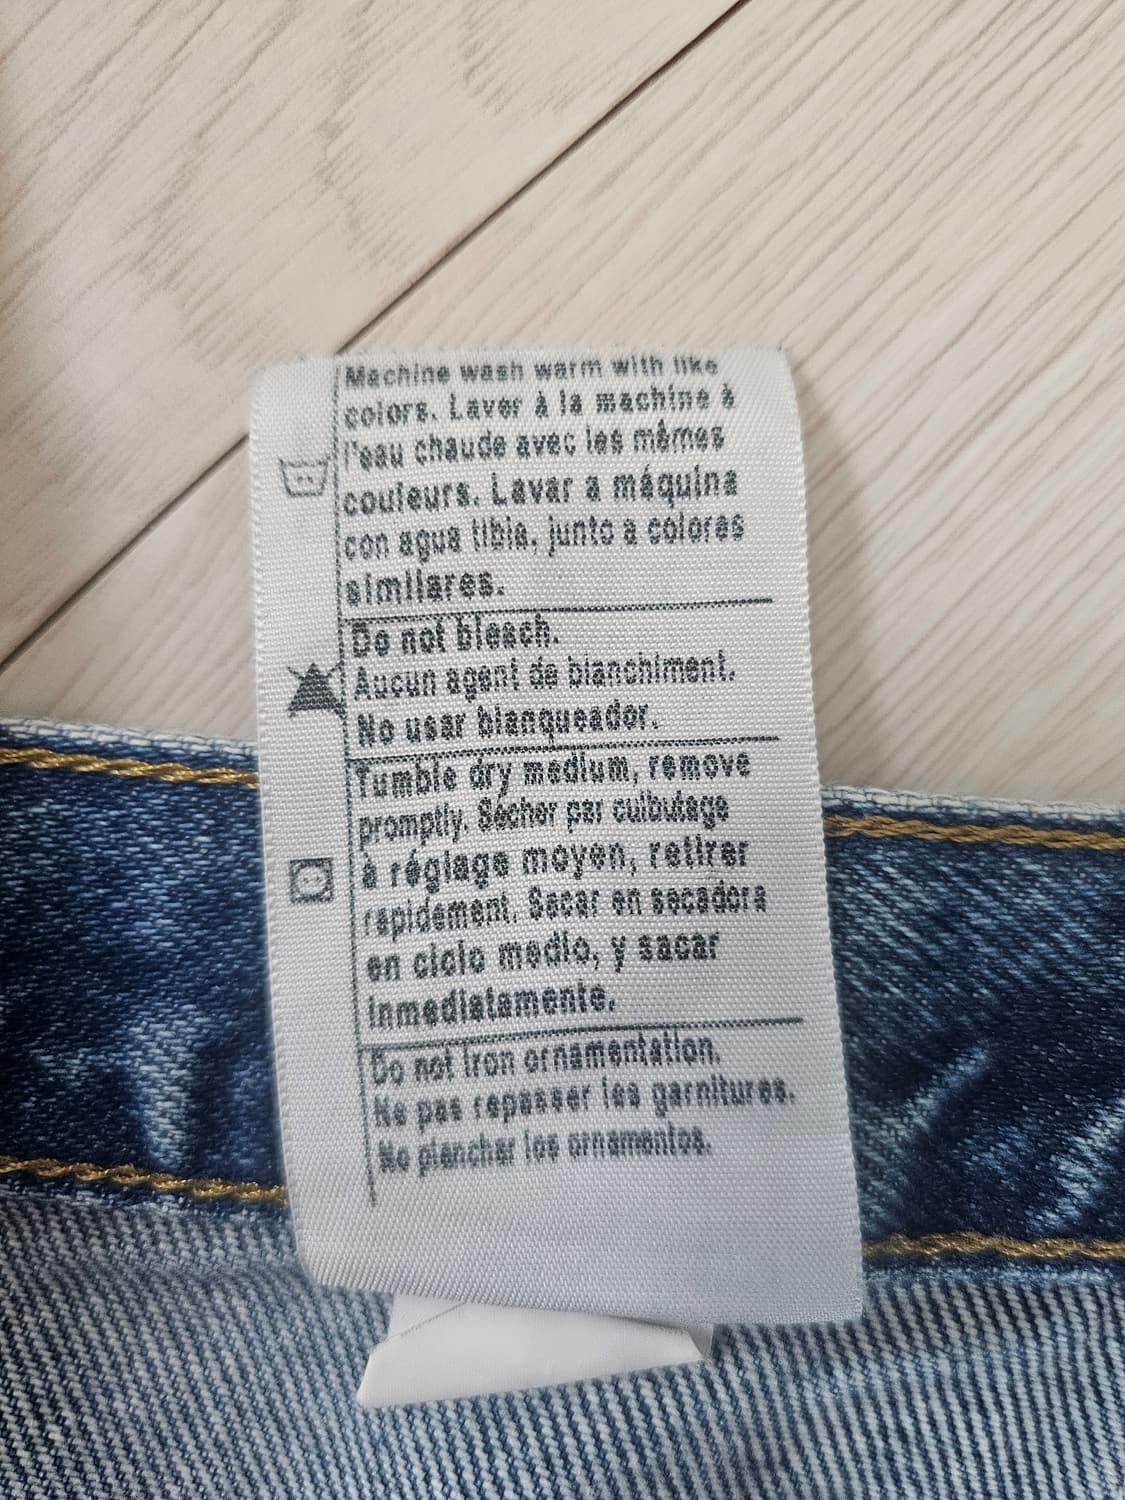 Machine wash warm with like
colors. Laver à la machine à
l'eau chaude avec les mêmes
couleurs. Lavar a máquina
con agua tibia, junto a colores
similares.
Do not bleach.
Aucun agent de blanchiment.
No usar blanqueador.
Tumble dry medium, remove
promptly. Sécher par culbutage
à réglage moyen, retirer
rapidement. Secar en secadora
en ciclo medio, y sacar
inmediatamente.
Do not iron ornamentation.
Ne pas repasser les garnitures.
No planchar los ornamentos.